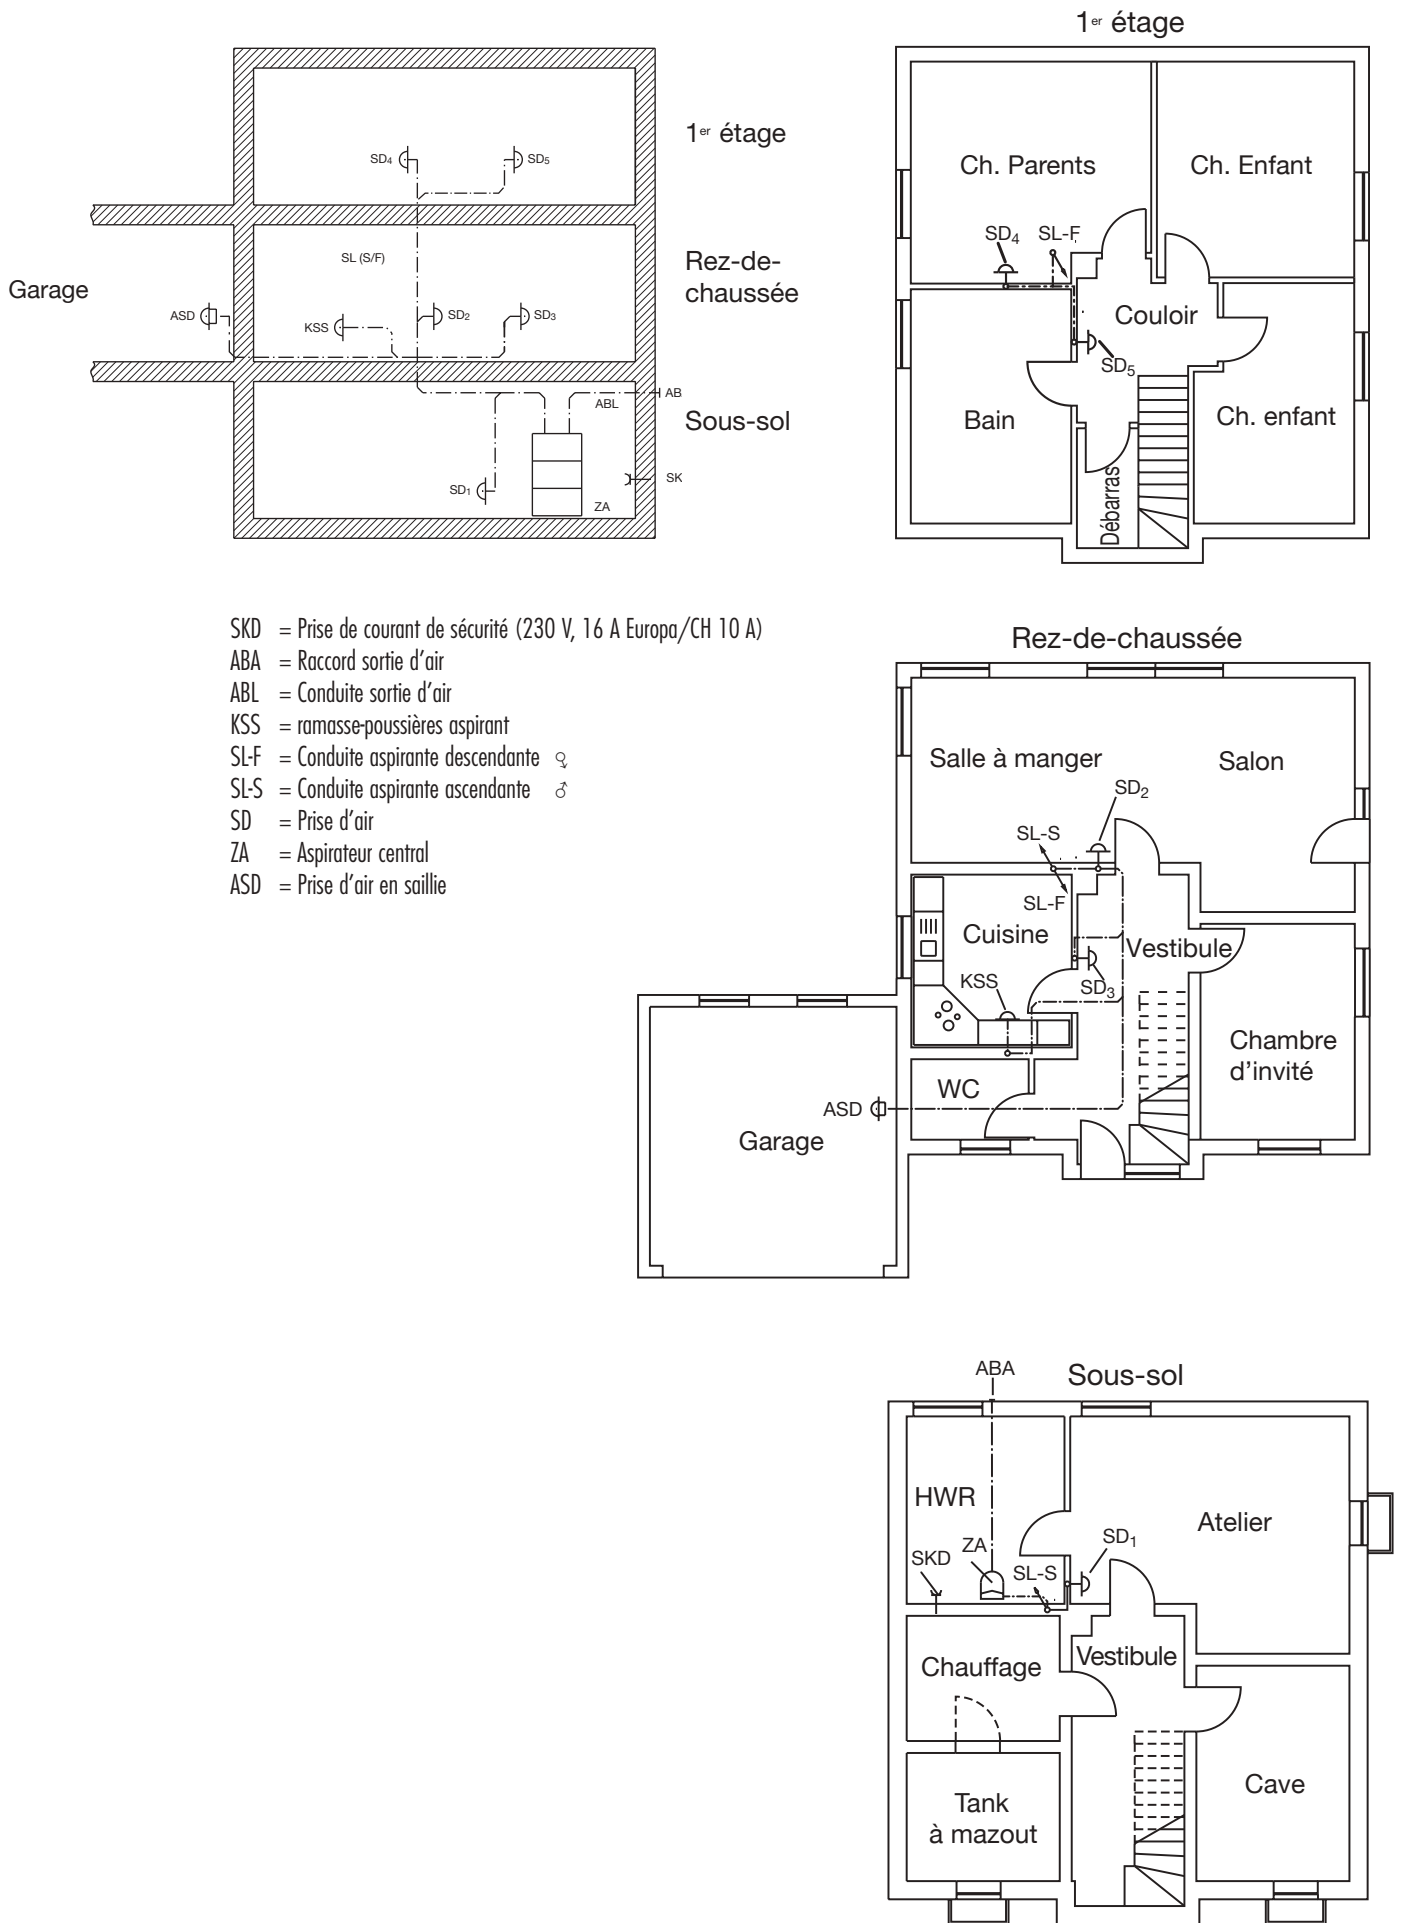 1er étage
SD4
SD5
SL (S/F)
Garage
ASD
KSS
SD2
SD3
ABL
AB
SD1
ZA
SK
1er étage
Rez-de-
chaussée
Sous-sol
1er étage
Ch. Parents
Ch. Enfant
SD4
SL-F
Couloir
SD5
Bain
Ch. enfant
Débarras
SKD = Prise de courant de sécurité (230 V, 16 A Europa/CH 10 A)
ABA = Raccord sortie d'air
ABL = Conduite sortie d'air
KSS = ramasse-poussières aspirant
SL-F = Conduite aspirante descendante
SL-S = Conduite aspirante ascendante ♂
SD = Prise d'air
ZA = Aspirateur central
ASD = Prise d'air en saillie
Rez-de-chaussée
Salle à manger
Salon
SD2
SL-S
SL-F
Cuisine
Vestibule
KSS
SD3
Chambre
d'invité
WC
ASD
Garage
ABA
Sous-sol
HWR
Atelier
SD1
ZA
SKD
SL-S
Chauffage
Vestibule
Cave
Tank
à mazout